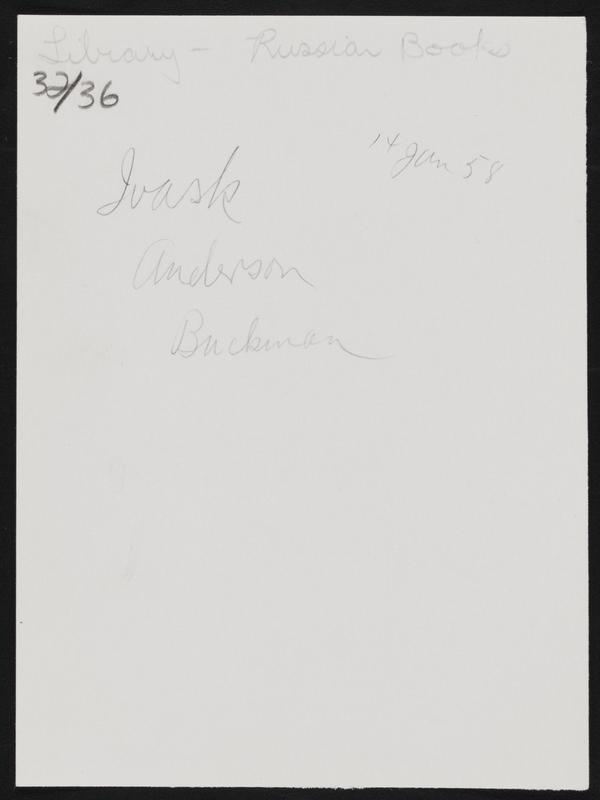 Library - Russian Books
32/36
14 Jan 58
Ivask
Anderson
Buckman